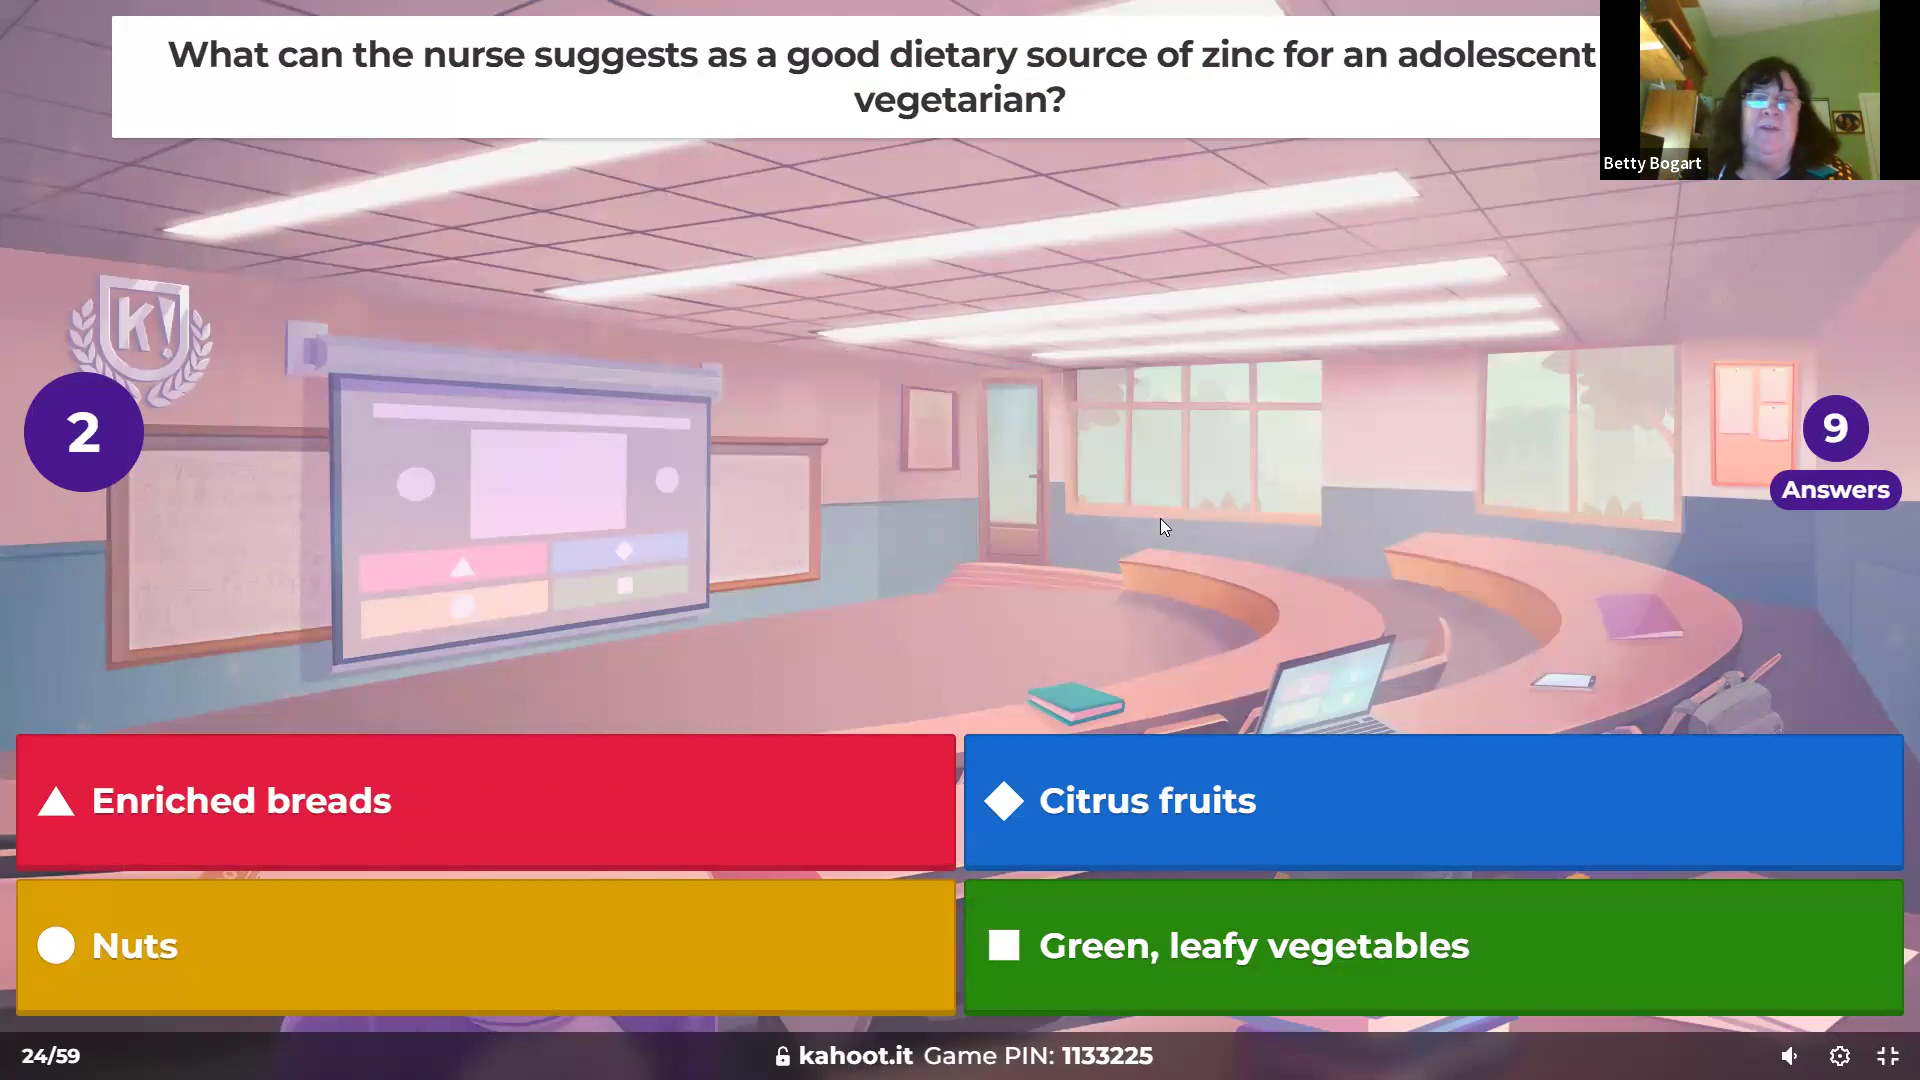 What can the nurse suggests as a good dietary source of zinc for an adolescent
vegetarian?
Betty Bogart
K!
2
9
Answers
Enriched breads
Citrus fruits
Nuts
Green, leafy vegetables
24/59
kahoot.it Game PIN: 1133225